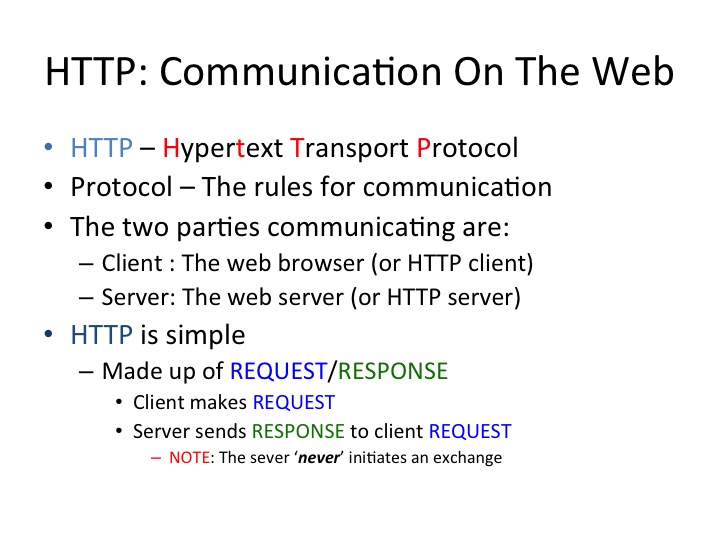 HTTP: Communication On The Web
• HTTP – Hypertext Transport Protocol
• Protocol – The rules for communication
• The two parties communicating are:
– Client : The web browser (or HTTP client)
– Server: The web server (or HTTP server)
• HTTP is simple
– Made up of REQUEST/RESPONSE
• Client makes REQUEST
• Server sends RESPONSE to client REQUEST
– NOTE: The sever ‘never’ initiates an exchange